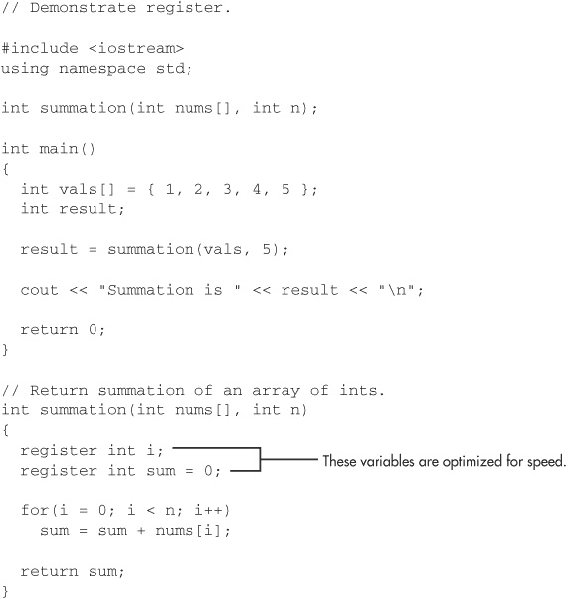 // Demonstrate register.
#include <iostream>
using namespace std;
int summation(int nums[], int n);
int main()
{
int vals[] = { 1, 2, 3, 4, 5 };
int result;
result = summation(vals, 5);
cout << "Summation is " << result << "\n";
return 0;
}
// Return summation of an array of ints.
int summation(int nums[], int n)
{
register int i;
register int sum = 0;
These variables are optimized for speed.
for(i = 0; i < n; i++)
sum = sum + nums[i];
return sum;
}